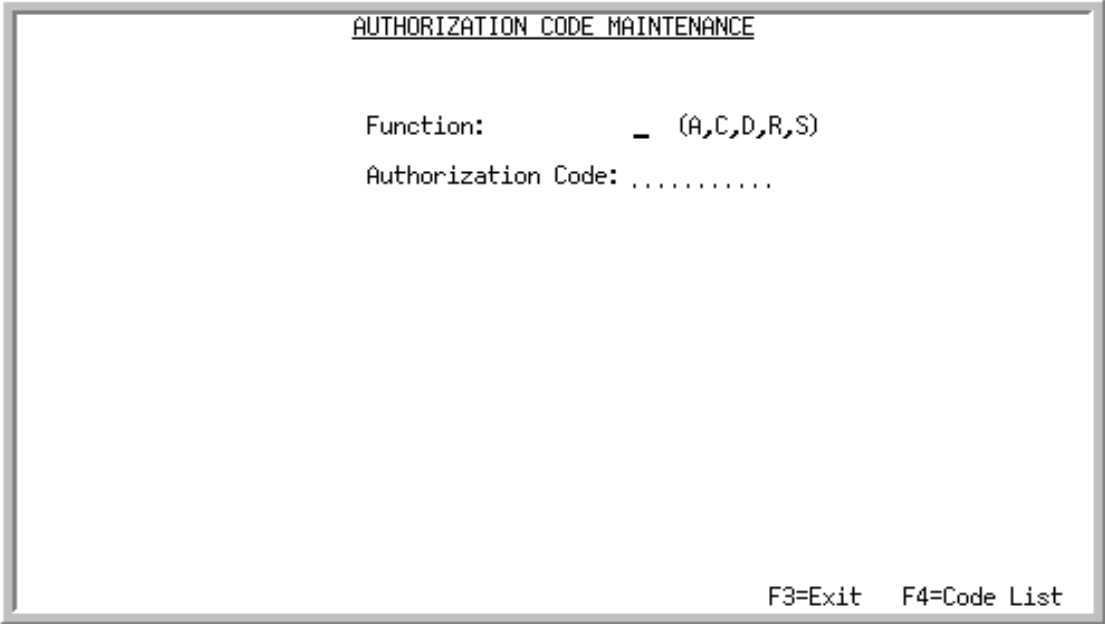 AUTHORIZATION CODE MAINTENANCE
Function: _ (A,C,D,R,S)
Authorization Code: ...........
F3=Exit F4=Code List